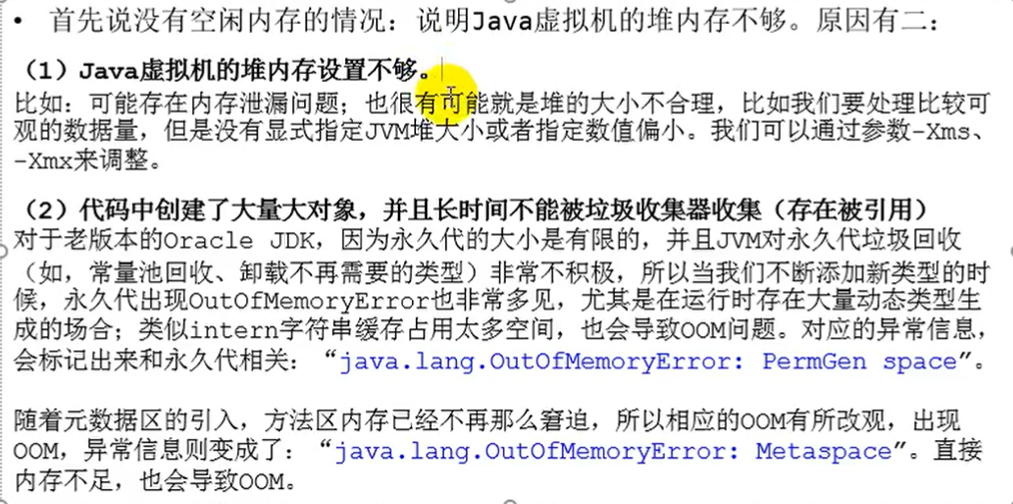 • 首先说没有空闲内存的情况：说明Java虚拟机的堆内存不够。原因有二：
（1）Java虚拟机的堆内存设置不够。
比如：可能存在内存泄漏问题；也很有可能就是堆的大小不合理，比如我们要处理比较可
观的数据量，但是没有显式指定JVM堆大小或者指定数值偏小。我们可以通过参数-Xms、
-Xmx来调整。
（2）代码中创建了大量大对象，并且长时间不能被垃圾收集器收集（存在被引用）
对于老版本的Oracle JDK，因为永久代的大小是有限的，并且JVM对永久代垃圾回收
（如，常量池回收、卸载不再需要的类型）非常不积极，所以当我们不断添加新类型的时
候，永久代出现OutOfMemoryError也非常多见，尤其是在运行时存在大量动态类型生
成的场合；类似intern字符串缓存占用太多空间，也会导致OOM问题。对应的异常信息，
会标记出来和永久代相关：“java.lang.OutOfMemoryError: PermGen space”。
随着元数据区的引入，方法区内存已经不再那么窘迫，所以相应的OOM有所改观，出现
OOM，异常信息则变成了：“java.lang.OutOfMemoryError: Metaspace”。直接
内存不足，也会导致OOM。